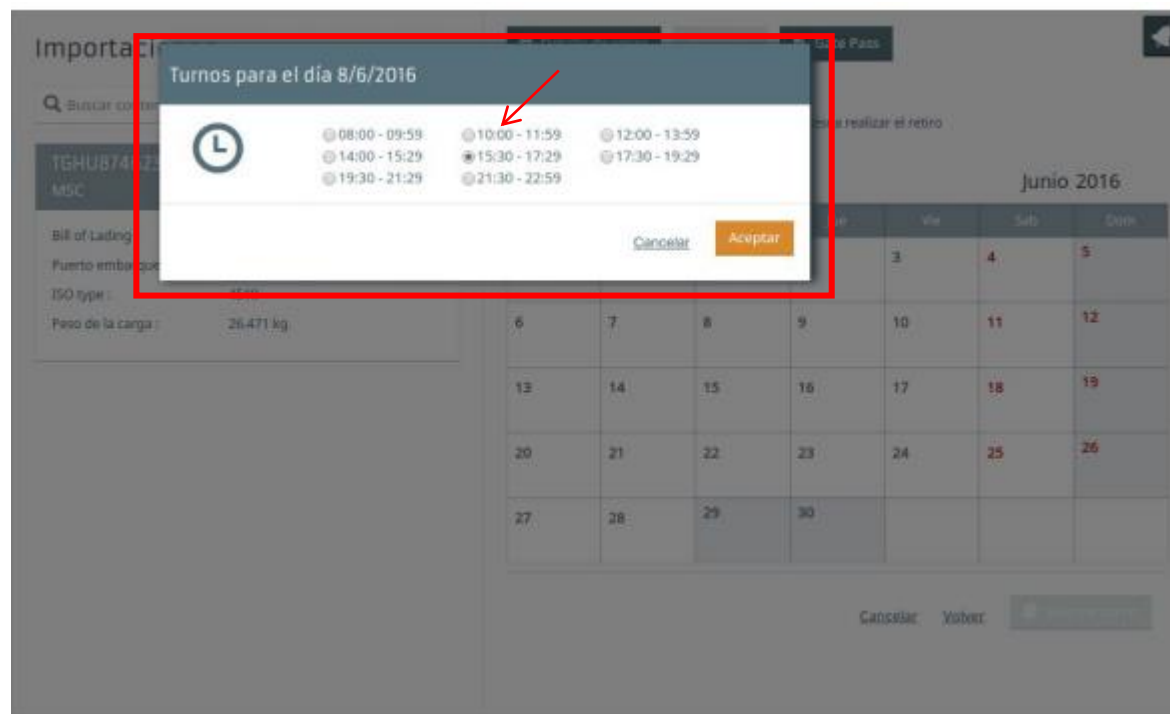 Gate Pass
Turnos para el día 8/6/2016
Buscar
realizar el retiro
08:00 - 09:59 10:00 - 11:59 12:00 - 13:59
14:00 - 15:29 15:30 - 17:29 17:30 - 19:29
19:30 - 21:29 21:30 - 22:59
MSC
Junio 2016
Vie Sab Dom
Cancelar Aceptar
Bill of Lading
Puerto embarque
ISO type :
Peso de la carga : 26.471 kg
3 4 5
6 7 8 9 10 11 12
13 14 15 16 17 18 19
20 21 22 23 24 25 26
27 28 29 30
Cancelar Volver